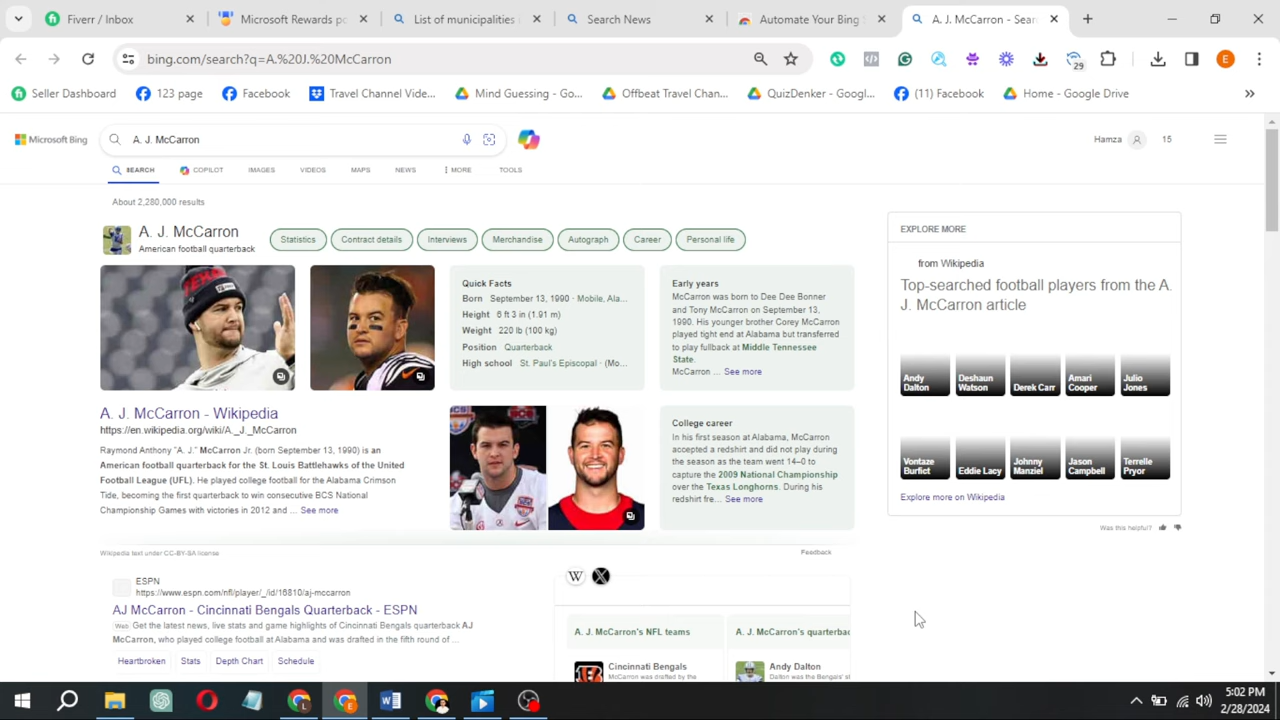 Fiverr / Inbox
Microsoft Rewards po
List of municipalities i
Search News
Automate Your Bing S
A. J. McCarron - Sear
bing.com/search?q=A.%20J.%20McCarron
29
E
Seller Dashboard
123 page
Facebook
Travel Channel Vide...
Mind Guessing - Go...
Offbeat Travel Chan...
QuizDenker - Googl...
(11) Facebook
Home - Google Drive
Microsoft Bing
A. J. McCarron
Hamza
15
SEARCH
COPILOT
IMAGES
VIDEOS
MAPS
NEWS
MORE
TOOLS
About 2,280,000 results
A. J. McCarron
American football quarterback
Statistics
Contract details
Interviews
Merchandise
Autograph
Career
Personal life
Quick Facts
Born September 13, 1990 · Mobile, Ala...
Height 6 ft 3 in (1.91 m)
Weight 220 lb (100 kg)
Position Quarterback
High school St. Paul's Episcopal · (Mo...
Early years
McCarron was born to Dee Dee Bonner
and Tony McCarron on September 13,
1990. His younger brother Corey McCarron
played tight end at Alabama but transferred
to play fullback at Middle Tennessee
State.
McCarron ... See more
A. J. McCarron - Wikipedia
https://en.wikipedia.org/wiki/A._J._McCarron
Raymond Anthony "A. J." McCarron Jr. (born September 13, 1990) is an
American football quarterback for the St. Louis Battlehawks of the United
Football League (UFL). He played college football for the Alabama Crimson
Tide, becoming the first quarterback to win consecutive BCS National
Championship Games with victories in 2012 and ... See more
College career
In his first season at Alabama, McCarron
accepted a redshirt and did not play during
the season as the team went 14–0 to
capture the 2009 National Championship
over the Texas Longhorns. During his
redshirt fre... See more
Wikipedia text under CC-BY-SA license
Feedback
EXPLORE MORE
from Wikipedia
Top-searched football players from the A.
J. McCarron article
Andy Dalton
Deshaun Watson
Derek Carr
Amari Cooper
Julio Jones
Vontaze Burfict
Eddie Lacy
Johnny Manziel
Jason Campbell
Terrelle Pryor
Explore more on Wikipedia
Was this helpful?
ESPN
https://www.espn.com/nfl/player/_/id/16810/aj-mccarron
AJ McCarron - Cincinnati Bengals Quarterback - ESPN
Web Get the latest news, live stats and game highlights of Cincinnati Bengals quarterback AJ
McCarron, who played college football at Alabama and was drafted in the fifth round of ...
Heartbroken
Stats
Depth Chart
Schedule
W
X
A. J. McCarron's NFL teams
A. J. McCarron's quarterbac
Cincinnati Bengals
McCarron was drafted by the
Andy Dalton
Dalton was the Bengals' st
5:02 PM
2/28/2024